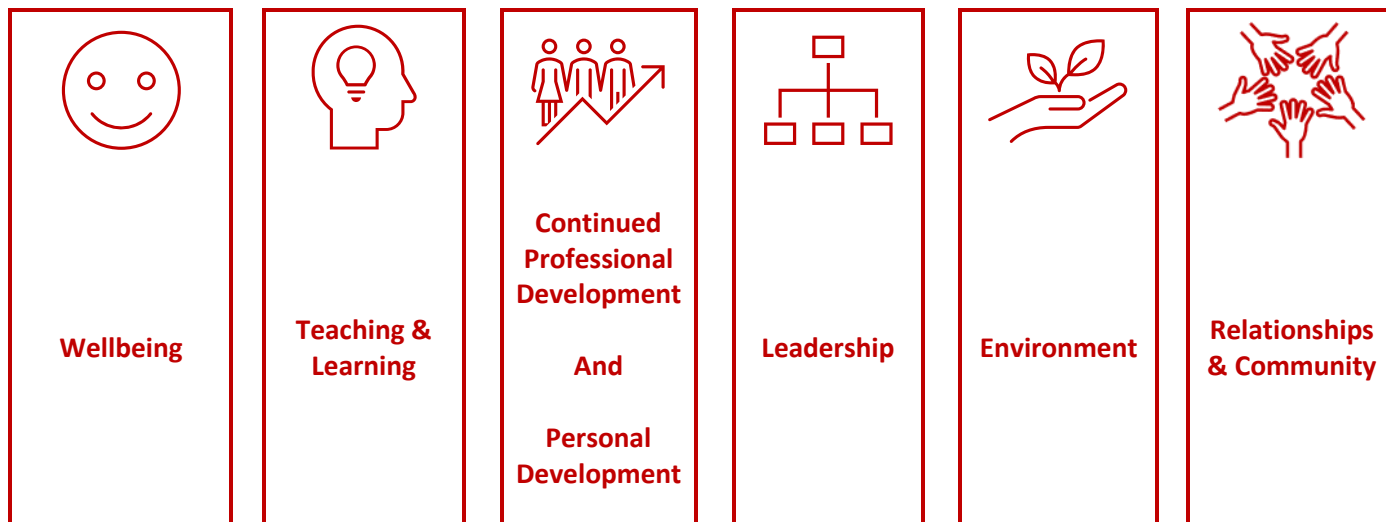 Wellbeing
Teaching &
Learning
Continued
Professional
Development
And
Personal
Development
Leadership
Environment
Relationships
& Community